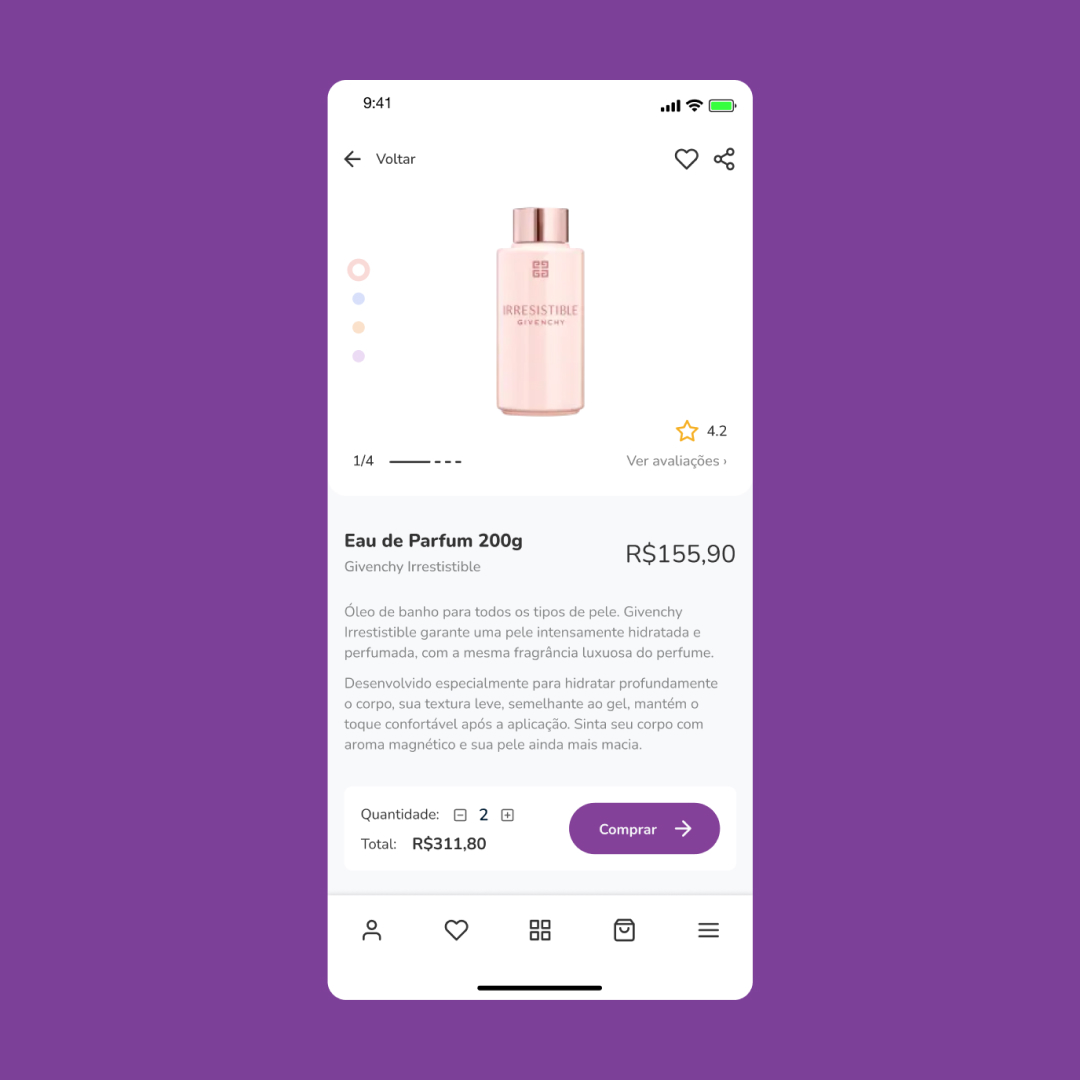 9:41
Voltar
IRRESISTIBLE
GIVENCHY
4.2
1/4
Ver avaliações ›
Eau de Parfum 200g
R$155,90
Givenchy Irrestistible
Óleo de banho para todos os tipos de pele. Givenchy
Irrestistible garante uma pele intensamente hidratada e
perfumada, com a mesma fragrância luxuosa do perfume.
Desenvolvido especialmente para hidratar profundamente
o corpo, sua textura leve, semelhante ao gel, mantém o
toque confortável após a aplicação. Sinta seu corpo com
aroma magnético e sua pele ainda mais macia.
Quantidade: 2
Total: R$311,80
Comprar